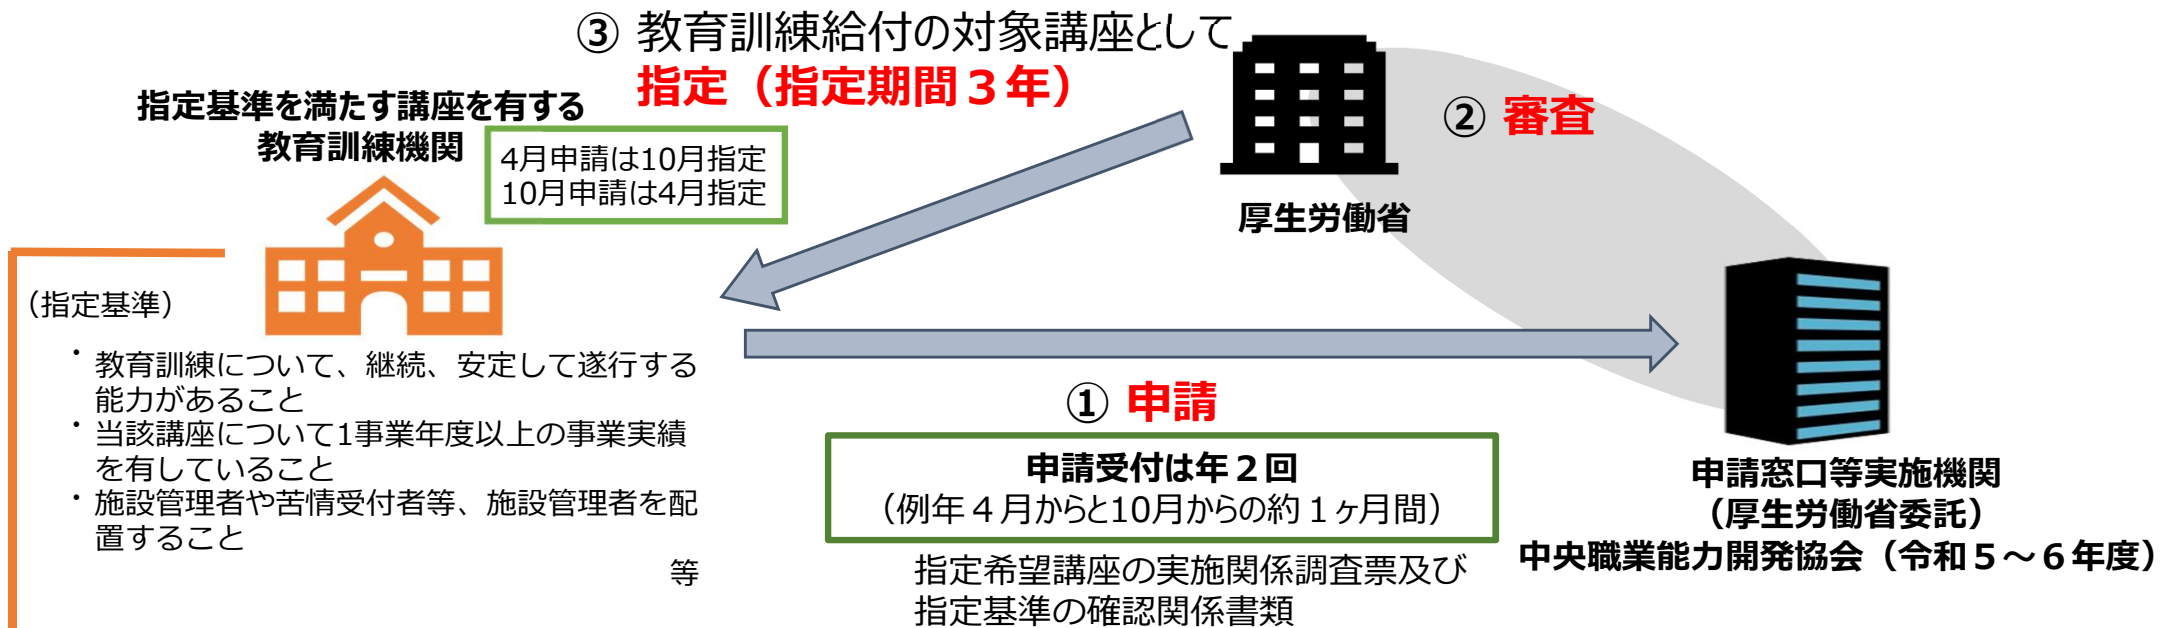 ③ 教育訓練給付の対象講座として
指定（指定期間３年）
指定基準を満たす講座を有する
教育訓練機関
4月申請は10月指定
10月申請は4月指定
② 審査
厚生労働省
（指定基準）
・教育訓練について、継続、安定して遂行する
能力があること
・当該講座について1事業年度以上の事業実績
を有していること
・施設管理者や苦情受付者等、施設管理者を配
置すること
等
① 申請
申請受付は年２回
（例年４月からと10月からの約１ヶ月間）
指定希望講座の実施関係調査票及び
指定基準の確認関係書類
申請窓口等実施機関
（厚生労働省委託）
中央職業能力開発協会（令和５～６年度）